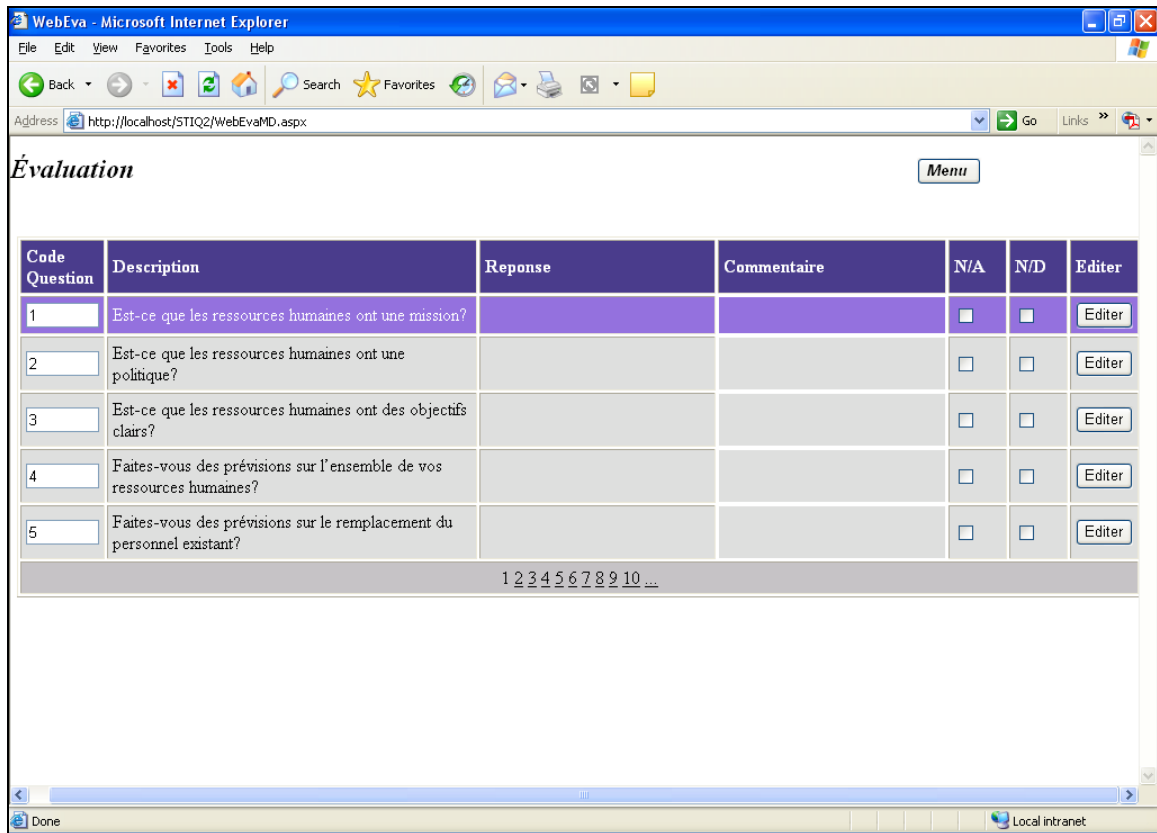 WebEva - Microsoft Internet Explorer
File Edit View Favorites Tools Help
Back Search Favorites
Address http://localhost/STIQ2/WebEvaMD.aspx Go Links »
Évaluation Menu
Code Question Description Reponse Commentaire N/A N/D Editer
1 Est-ce que les ressources humaines ont une mission? Editer
2 Est-ce que les ressources humaines ont une
politique? Editer
3 Est-ce que les ressources humaines ont des objectifs
clairs? Editer
4 Faites-vous des prévisions sur l'ensemble de vos
ressources humaines? Editer
5 Faites-vous des prévisions sur le remplacement du
personnel existant? Editer
1 2 3 4 5 6 7 8 9 10 ...
Done Local intranet